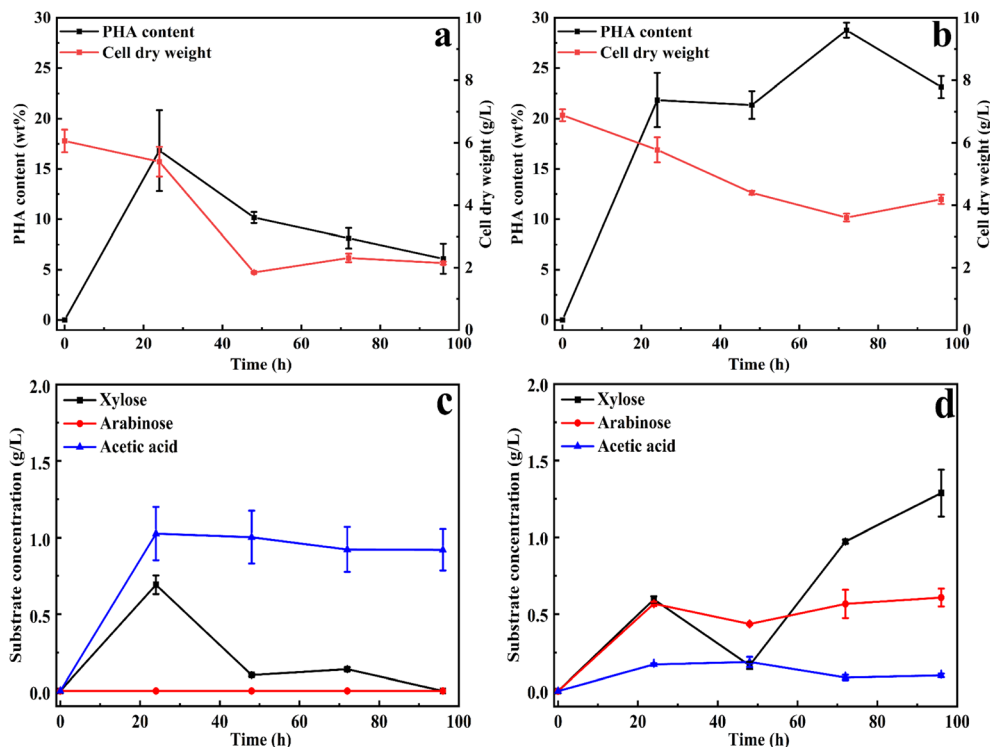 a
PHA content
Cell dry weight
PHA content (wt%)
30
25
20
15
10
5
0
Cell dry weight (g/L)
10
8
6
4
2
0
0 20 40 60 80 100
Time (h)
b
PHA content
Cell dry weight
PHA content (wt%)
30
25
20
15
10
5
0
Cell dry weight (g/L)
10
8
6
4
2
0
0 20 40 60 80 100
Time (h)
c
Xylose
Arabinose
Acetic acid
Substrate concentration (g/L)
2.0
1.5
1.0
0.5
0.0
0 20 40 60 80 100
Time (h)
d
Xylose
Arabinose
Acetic acid
Substrate concentration (g/L)
2.0
1.5
1.0
0.5
0.0
0 20 40 60 80 100
Time (h)